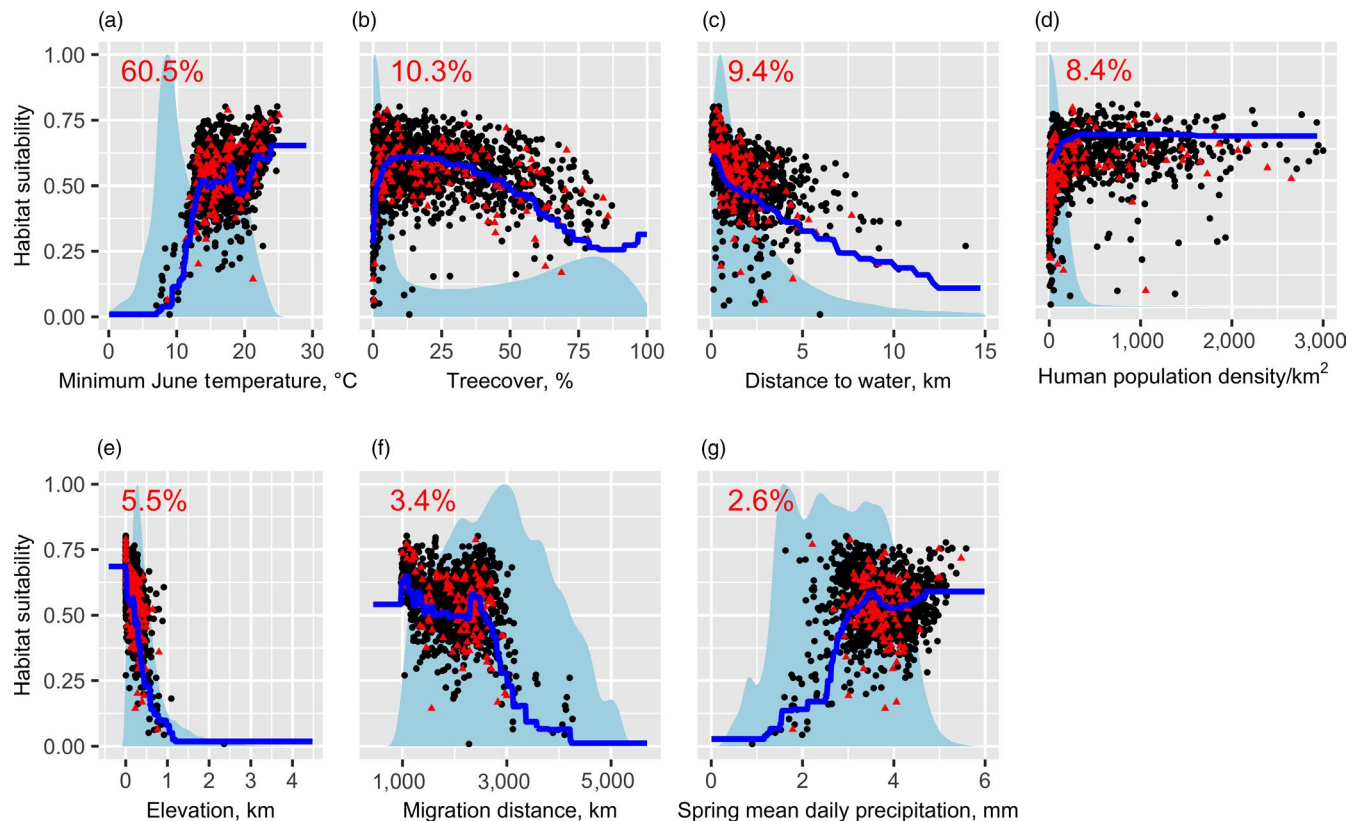 (a)
(b)
(c)
(d)
60.5%
10.3%
9.4%
8.4%
Habitat suitability
1.00
0.75
0.50
0.25
0.00
0 10 20 30
0 25 50 75 100
0 5 10 15
0 1,000 2,000 3,000
Minimum June temperature, °C
Treecover, %
Distance to water, km
Human population density/km²
(e)
(f)
(g)
5.5%
3.4%
2.6%
Habitat suitability
1.00
0.75
0.50
0.25
0.00
0 1 2 3 4
1,000 3,000 5,000
0 2 4 6
Elevation, km
Migration distance, km
Spring mean daily precipitation, mm